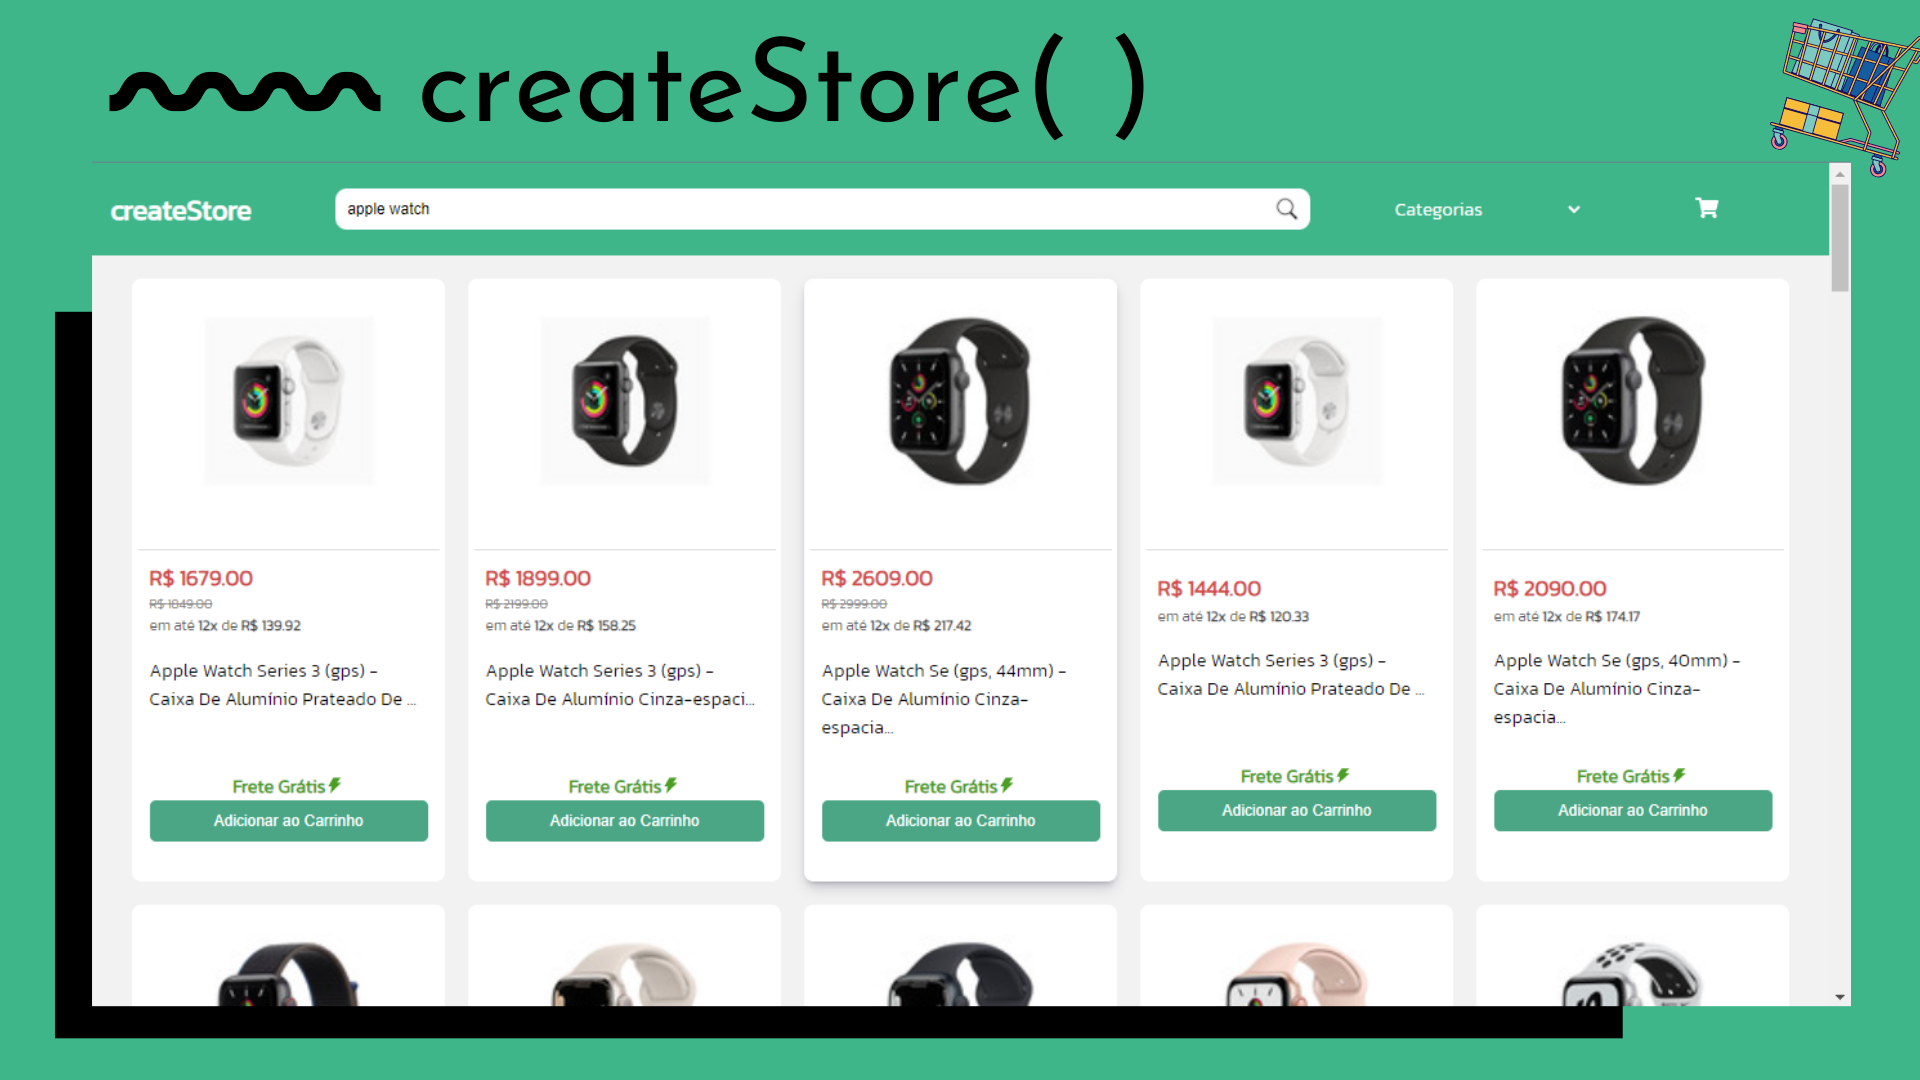 createStore( )
createStore
apple watch
Categorias
R$ 1679.00
R$ 1849.00
em até 12x de R$ 139.92
Apple Watch Series 3 (gps) -
Caixa De Alumínio Prateado De ...
Frete Grátis
Adicionar ao Carrinho
R$ 1899.00
R$ 2199.00
em até 12x de R$ 158.25
Apple Watch Series 3 (gps) -
Caixa De Alumínio Cinza-espaci...
Frete Grátis
Adicionar ao Carrinho
R$ 2609.00
R$ 2999.00
em até 12x de R$ 217.42
Apple Watch Se (gps, 44mm) -
Caixa De Alumínio Cinza-
espacia...
Frete Grátis
Adicionar ao Carrinho
R$ 1444.00
em até 12x de R$ 120.33
Apple Watch Series 3 (gps) -
Caixa De Alumínio Prateado De ...
Frete Grátis
Adicionar ao Carrinho
R$ 2090.00
em até 12x de R$ 174.17
Apple Watch Se (gps, 40mm) -
Caixa De Alumínio Cinza-
espacia...
Frete Grátis
Adicionar ao Carrinho